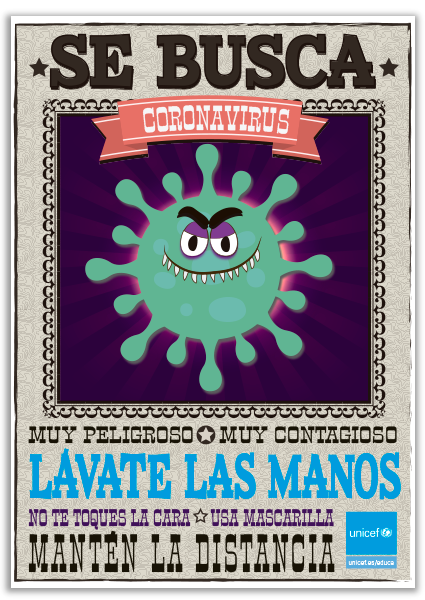 SE BUSCA
CORONAVIRUS
MUY PELIGROSO ✪ MUY CONTAGIOSO
LÁVATE LAS MANOS
NO TE TOQUES LA CARA ☆ USA MASCARILLA
MANTÉN LA DISTANCIA
unicef
unicef.es/educa